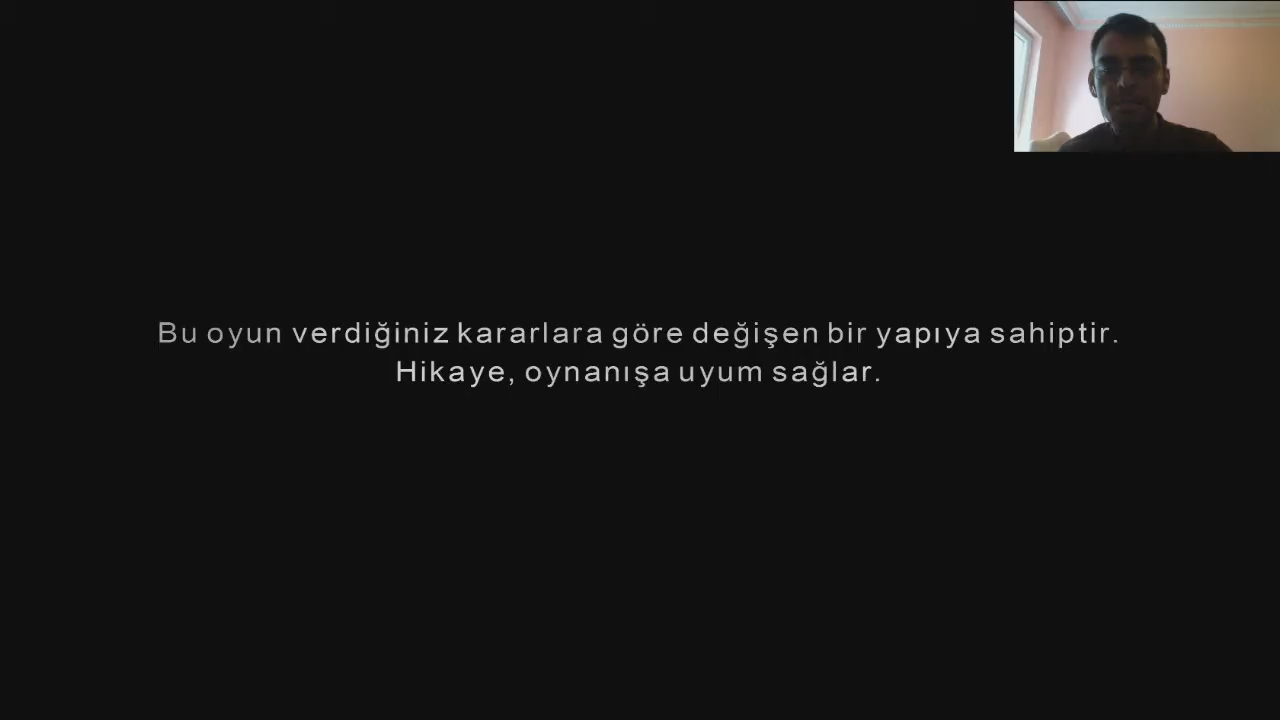 Bu oyun verdiğiniz kararlara göre değişen bir yapıya sahiptir.
Hikaye, oynanışa uyum sağlar.